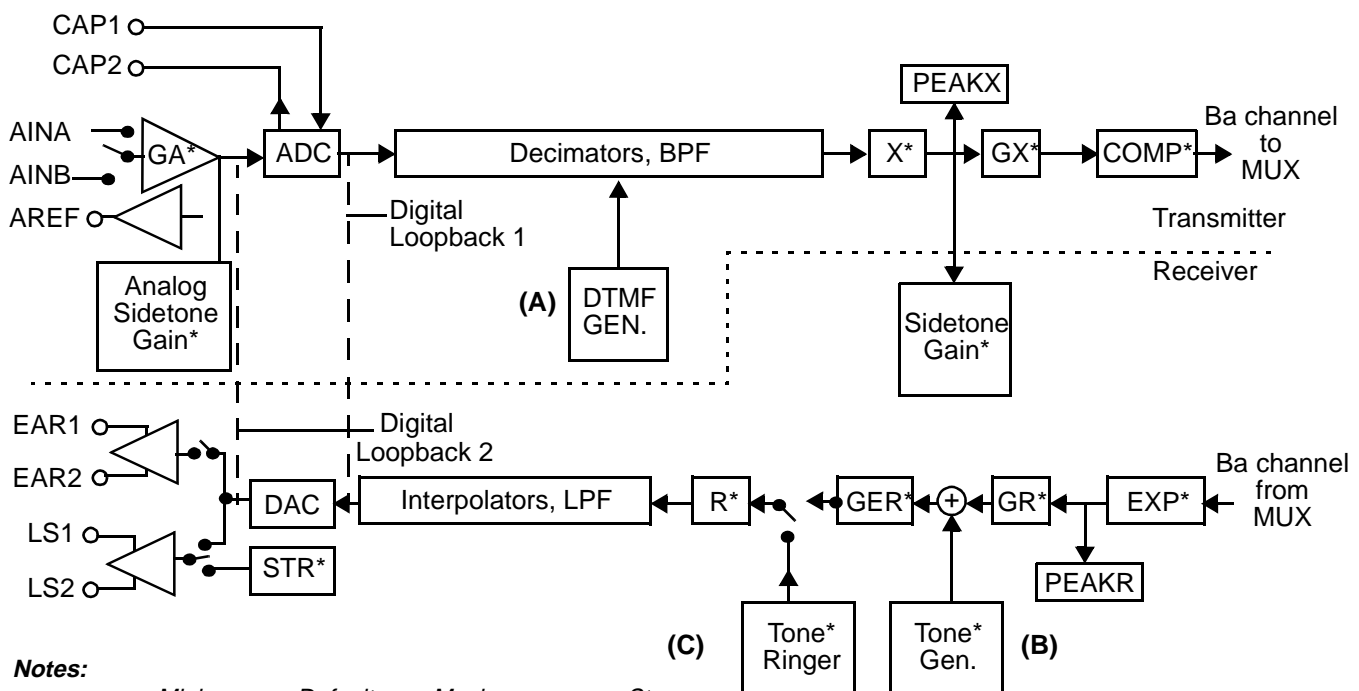 CAP1
CAP2
PEAKX
AINA
GA*
ADC
Decimators, BPF
X*
GX*
COMP*
Ba channel
to
MUX
AINB
AREF
Digital
Loopback 1
Transmitter
Receiver
Analog
Sidetone
Gain*
(A)
DTMF
GEN.
Sidetone
Gain*
EAR1
EAR2
Digital
Loopback 2
Ba channel
from
MUX
DAC
Interpolators, LPF
R*
GER*
+
GR*
EXP*
LS1
LS2
STR*
PEAKR
(C)
Tone*
Ringer
Tone*
Gen.
(B)
Notes: